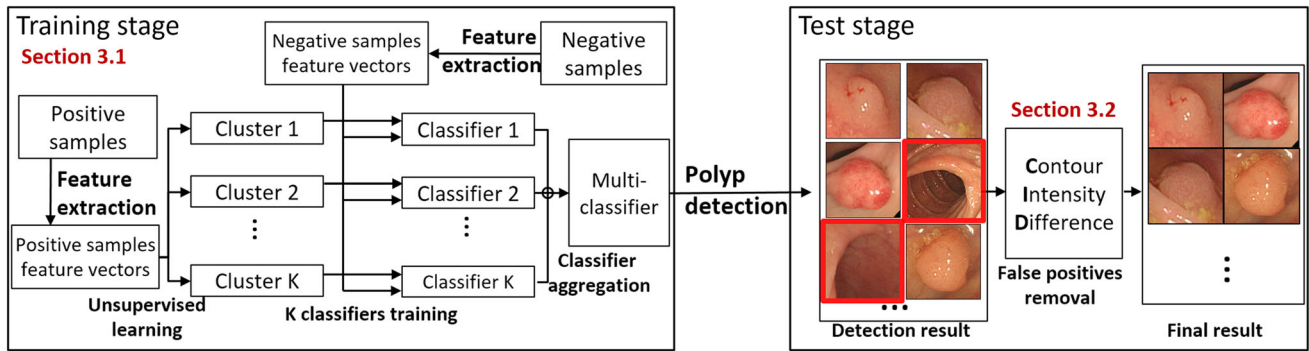 Training stage
Section 3.1
Negative samples
feature vectors
Feature
extraction
Negative
samples
Positive
samples
Feature
extraction
Positive samples
feature vectors
Unsupervised
learning
Cluster 1
Cluster 2
Cluster K
Classifier 1
Classifier 2
Classifier K
K classifiers training
Multi-
classifier
Classifier
aggregation
Polyp
detection
Test stage
Detection result
Section 3.2
Contour
Intensity
Difference
False positives
removal
Final result